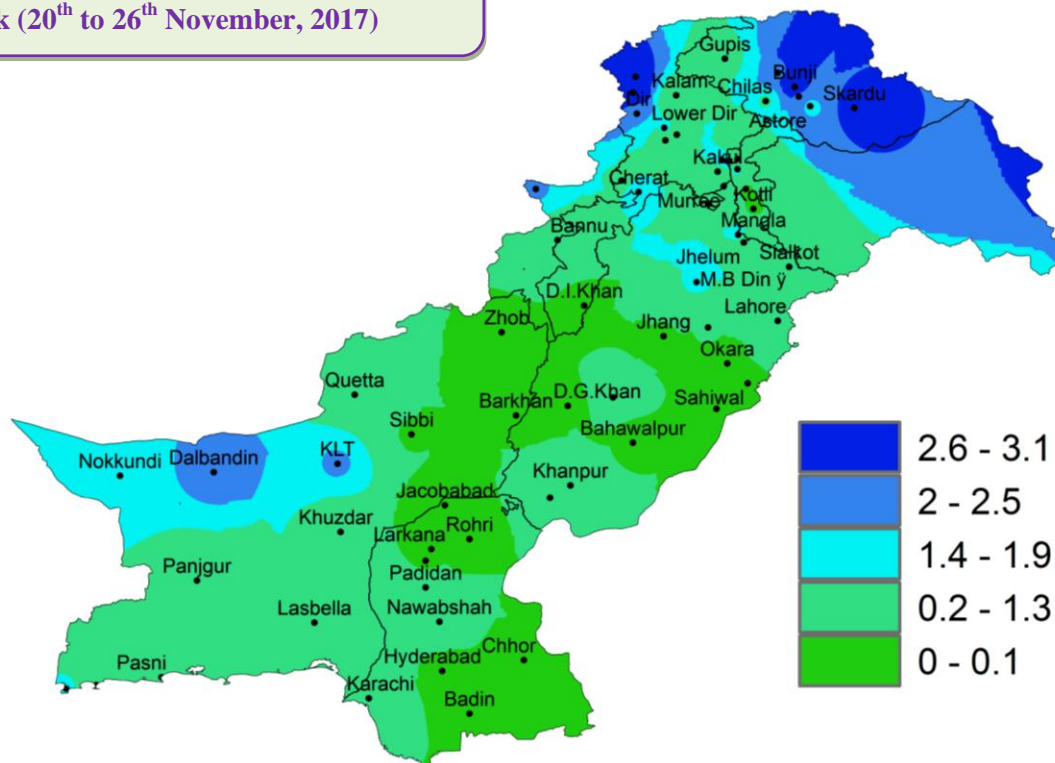 k (20th to 26th November, 2017)
Gupis
Kalam
Chilas
Bunji
Skardu
Dir
Lower Dir
Astore
Cherat
Murree
Kotli
Mangla
Bannu
Jhelum
Sialkot
M.B Din ÿ
D.I.Khan
Lahore
Zhob
Jhang
Okara
Quetta
Barkhan
D.G.Khan
Sahiwal
Sibbi
Bahawalpur
Nokkundi
Dalbandin
KLT
Khanpur
Jacobabad
Khuzdar
Larkana
Rohri
Panjgur
Padidan
Lasbella
Nawabshah
Pasni
Hyderabad
Chhor
Karachi
Badin
2.6 - 3.1
2 - 2.5
1.4 - 1.9
0.2 - 1.3
0 - 0.1